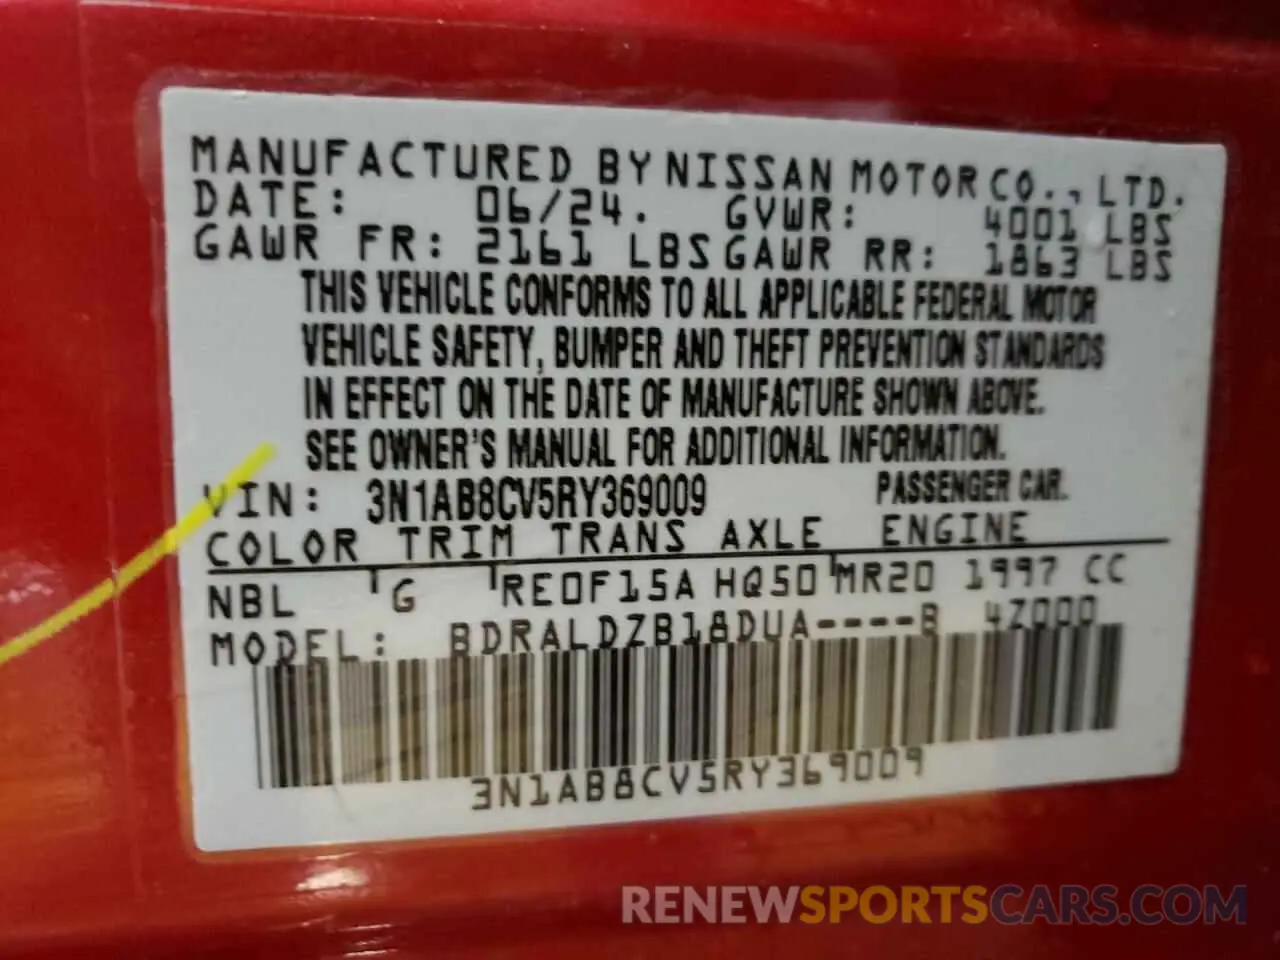 MANUFACTURED BY NISSAN MOTOR CO., LTD.
DATE: 06/24. GVWR: 4001 LBS
GAWR FR: 2161 LBS GAWR RR: 1863 LBS
THIS VEHICLE CONFORMS TO ALL APPLICABLE FEDERAL MOTOR
VEHICLE SAFETY, BUMPER AND THEFT PREVENTION STANDARDS
IN EFFECT ON THE DATE OF MANUFACTURE SHOWN ABOVE.
SEE OWNER'S MANUAL FOR ADDITIONAL INFORMATION.
VIN: 3N1AB8CV5RY369009 PASSENGER CAR.
COLOR TRIM TRANS AXLE ENGINE
NBL G RE0F15A HQ50 MR20 1997 CC
MODEL: BDRALDZB18DUA----B 4Z000
3N1AB8CV5RY369009
RENEWSPORTSCARS.COM